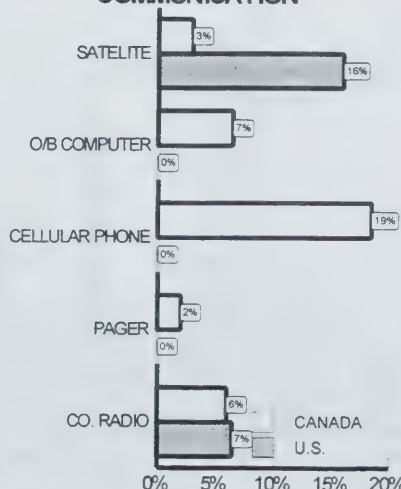 COMMUNICATION
3%
SATELITE
16%
7%
O/B COMPUTER
0%
19%
CELLULAR PHONE
0%
2%
PAGER
0%
6%
CO. RADIO
7%
CANADA
U.S.
0% 5% 10% 15% 20%